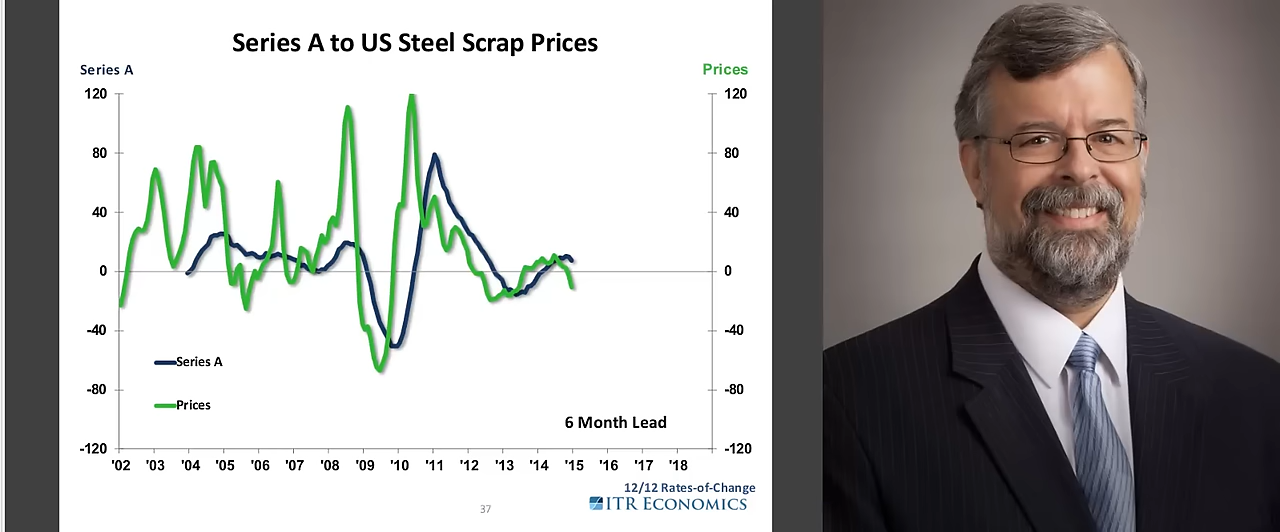 Series A to US Steel Scrap Prices
Series A
Prices
120
120
80
80
40
40
0
0
-40
-40
-80
-80
-120
-120
Series A
Prices
6 Month Lead
'02 '03 '04 '05 '06 '07 '08 '09 '10 '11 '12 '13 '14 '15 '16 '17 '18
12/12 Rates-of-Change
37
ITR ECONOMICS